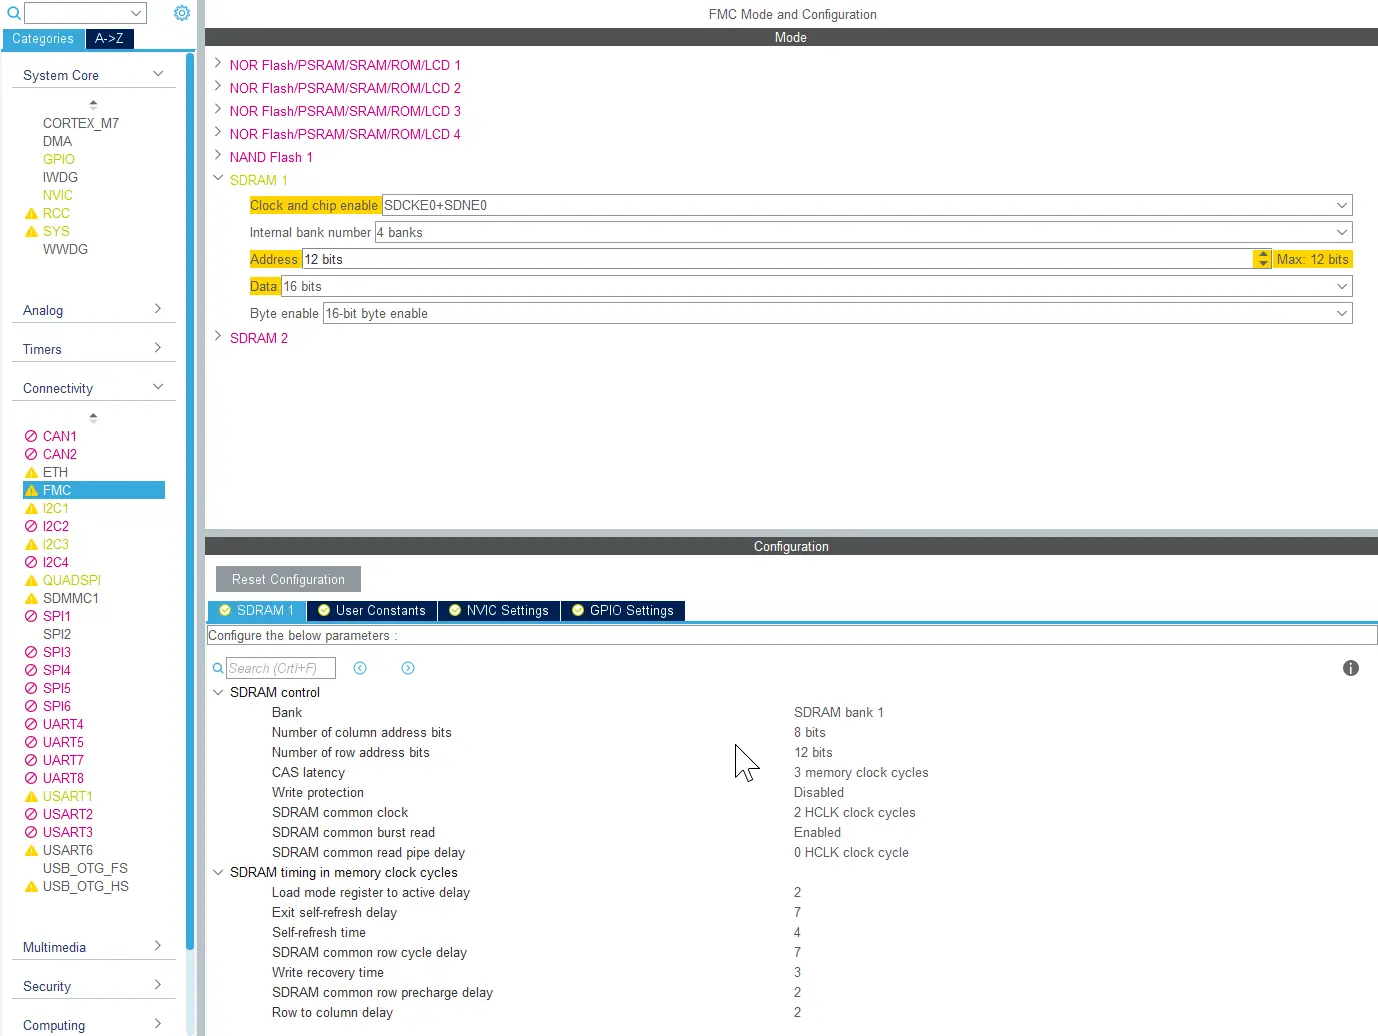 FMC Mode and Configuration
Categories
A->Z
Mode
System Core
CORTEX_M7
DMA
GPIO
IWDG
NVIC
RCC
SYS
WWDG
Analog
Timers
Connectivity
CAN1
CAN2
ETH
FMC
I2C1
I2C2
I2C3
I2C4
QUADSPI
SDMMC1
SPI1
SPI2
SPI3
SPI4
SPI5
SPI6
UART4
UART5
UART7
UART8
USART1
USART2
USART3
USART6
USB_OTG_FS
USB_OTG_HS
Multimedia
Security
Computing
NOR Flash/PSRAM/SRAM/ROM/LCD 1
NOR Flash/PSRAM/SRAM/ROM/LCD 2
NOR Flash/PSRAM/SRAM/ROM/LCD 3
NOR Flash/PSRAM/SRAM/ROM/LCD 4
NAND Flash 1
SDRAM 1
Clock and chip enable SDCKE0+SDNE0
Internal bank number 4 banks
Address 12 bits Max: 12 bits
Data 16 bits
Byte enable 16-bit byte enable
SDRAM 2
Configuration
Reset Configuration
SDRAM 1 User Constants NVIC Settings GPIO Settings
Configure the below parameters :
Search (Crtl+F)
SDRAM control
Bank SDRAM bank 1
Number of column address bits 8 bits
Number of row address bits 12 bits
CAS latency 3 memory clock cycles
Write protection Disabled
SDRAM common clock 2 HCLK clock cycles
SDRAM common burst read Enabled
SDRAM common read pipe delay 0 HCLK clock cycle
SDRAM timing in memory clock cycles
Load mode register to active delay 2
Exit self-refresh delay 7
Self-refresh time 4
SDRAM common row cycle delay 7
Write recovery time 3
SDRAM common row precharge delay 2
Row to column delay 2